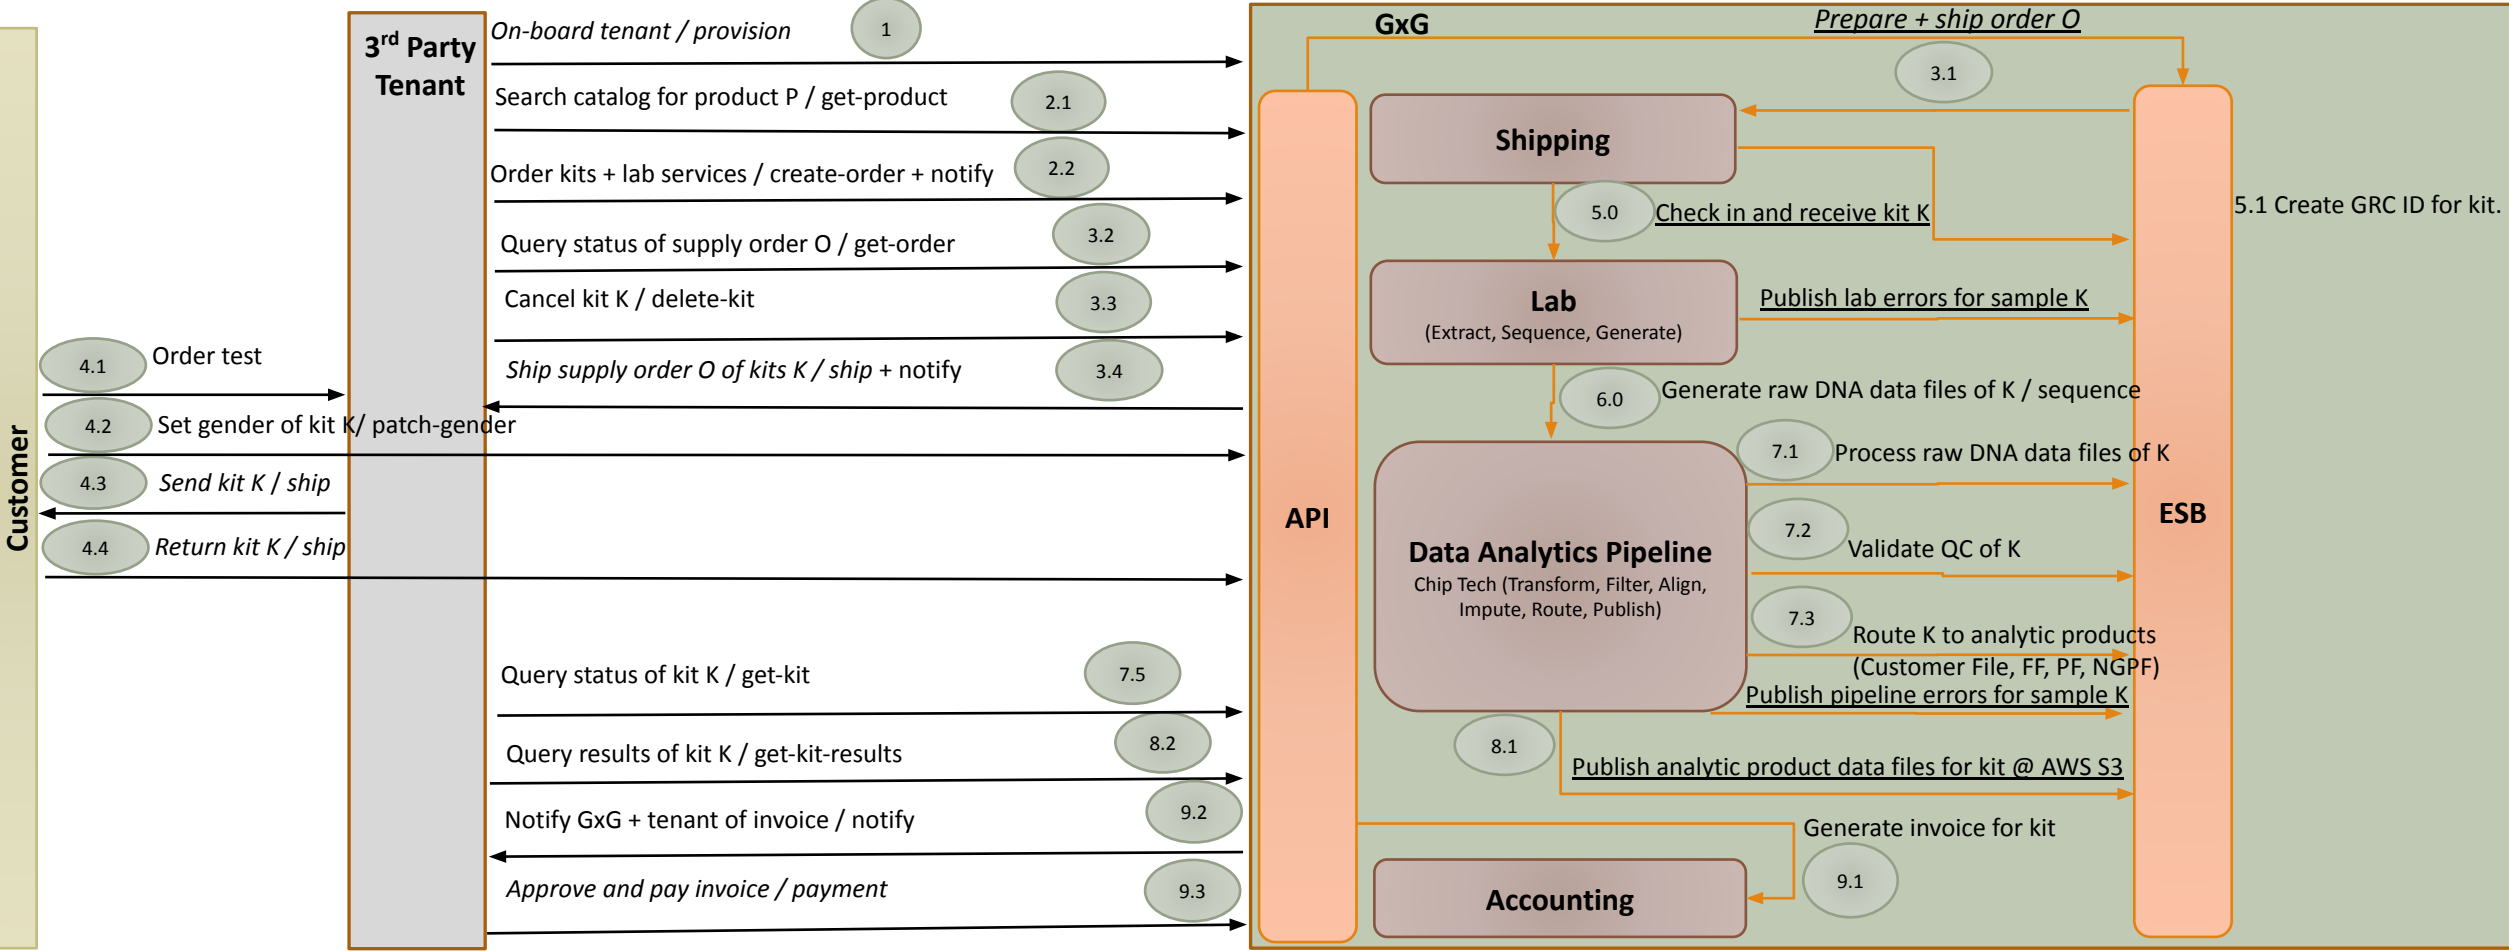 Customer
3rd Party
Tenant
On-board tenant / provision
1
Search catalog for product P / get-product
2.1
Order kits + lab services / create-order + notify
2.2
Query status of supply order O / get-order
3.2
Cancel kit K / delete-kit
3.3
Ship supply order O of kits K / ship + notify
3.4
4.1
Order test
4.2
Set gender of kit K/ patch-gender
4.3
Send kit K / ship
4.4
Return kit K / ship
Query status of kit K / get-kit
7.5
Query results of kit K / get-kit-results
8.2
Notify GxG + tenant of invoice / notify
9.2
Approve and pay invoice / payment
9.3
GxG
Prepare + ship order O
3.1
API
Shipping
5.0
Check in and receive kit K
5.1 Create GRC ID for kit.
Lab
(Extract, Sequence, Generate)
Publish lab errors for sample K
6.0
Generate raw DNA data files of K / sequence
Data Analytics Pipeline
Chip Tech (Transform, Filter, Align,
Impute, Route, Publish)
7.1
Process raw DNA data files of K
7.2
Validate QC of K
7.3
Route K to analytic products
(Customer File, FF, PF, NGPF)
Publish pipeline errors for sample K
8.1
Publish analytic product data files for kit @ AWS S3
ESB
Generate invoice for kit
9.1
Accounting